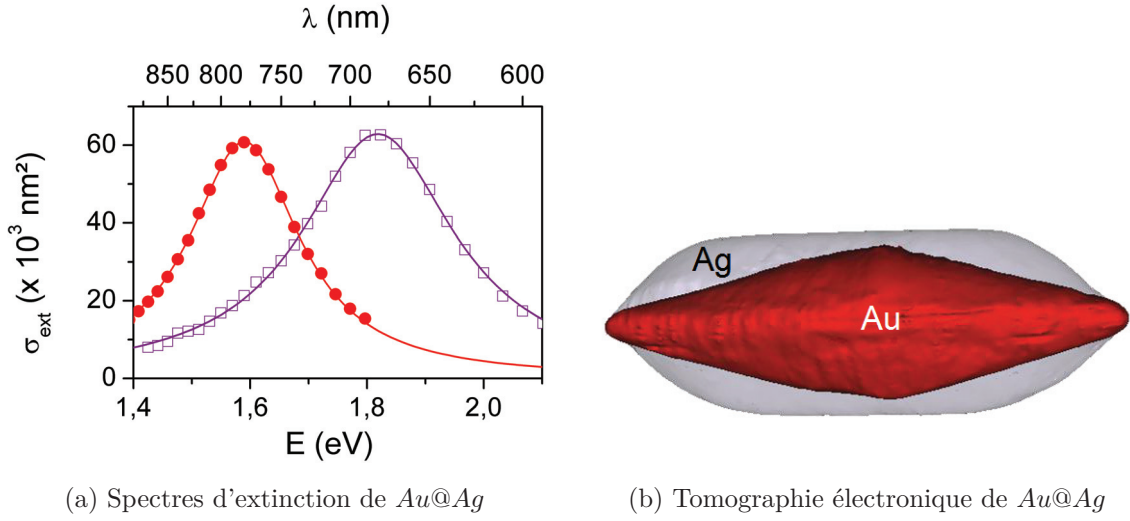 λ (nm)
850 800 750 700 650 600
60
40
20
0
σext (x 10³ nm²)
1,4 1,6 1,8 2,0
E (eV)
Ag
Au
(a) Spectres d'extinction de Au@Ag
(b) Tomographie électronique de Au@Ag